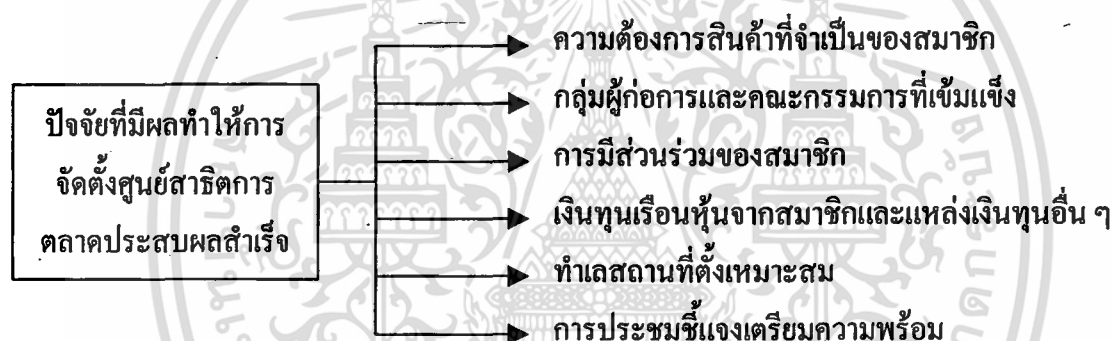 ความต้องการสินค้าที่จำเป็นของสมาชิก
กลุ่มผู้ก่อการและคณะกรรมการที่เข้มแข็ง
ปัจจัยที่มีผลทำให้การ
จัดตั้งศูนย์สาธิตการ
ตลาดประสบผลสำเร็จ
การมีส่วนร่วมของสมาชิก
เงินทุนเรือนหุ้นจากสมาชิกและแหล่งเงินทุนอื่น ๆ
ทำเลสถานที่ตั้งเหมาะสม
การประชุมชี้แจงเตรียมความพร้อม